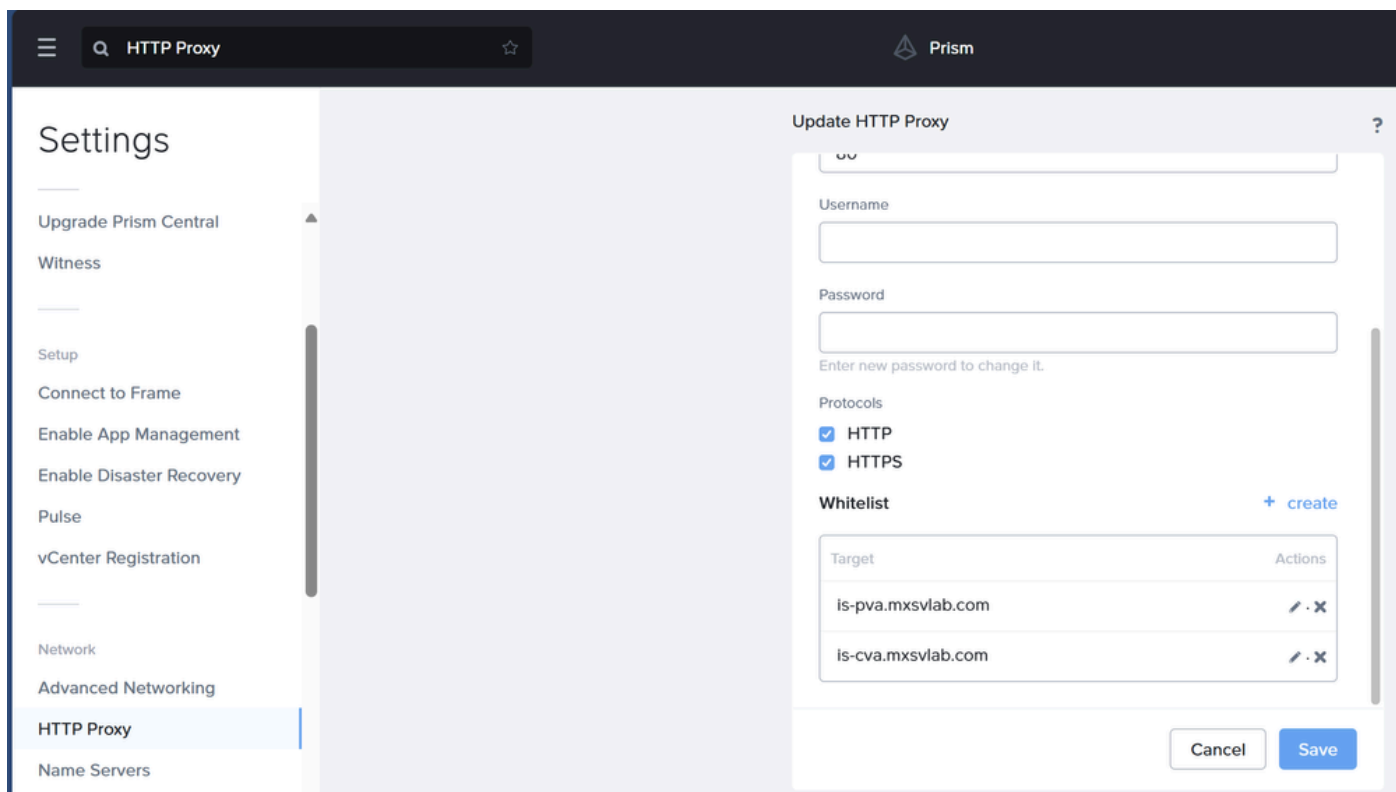 HTTP Proxy
Prism
Settings
Upgrade Prism Central
Witness
Setup
Connect to Frame
Enable App Management
Enable Disaster Recovery
Pulse
vCenter Registration
Network
Advanced Networking
HTTP Proxy
Name Servers
Update HTTP Proxy ?
80
Username
Password
Enter new password to change it.
Protocols
HTTP
HTTPS
Whitelist + create
Target Actions
is-pva.mxsvlab.com
is-cva.mxsvlab.com
Cancel Save